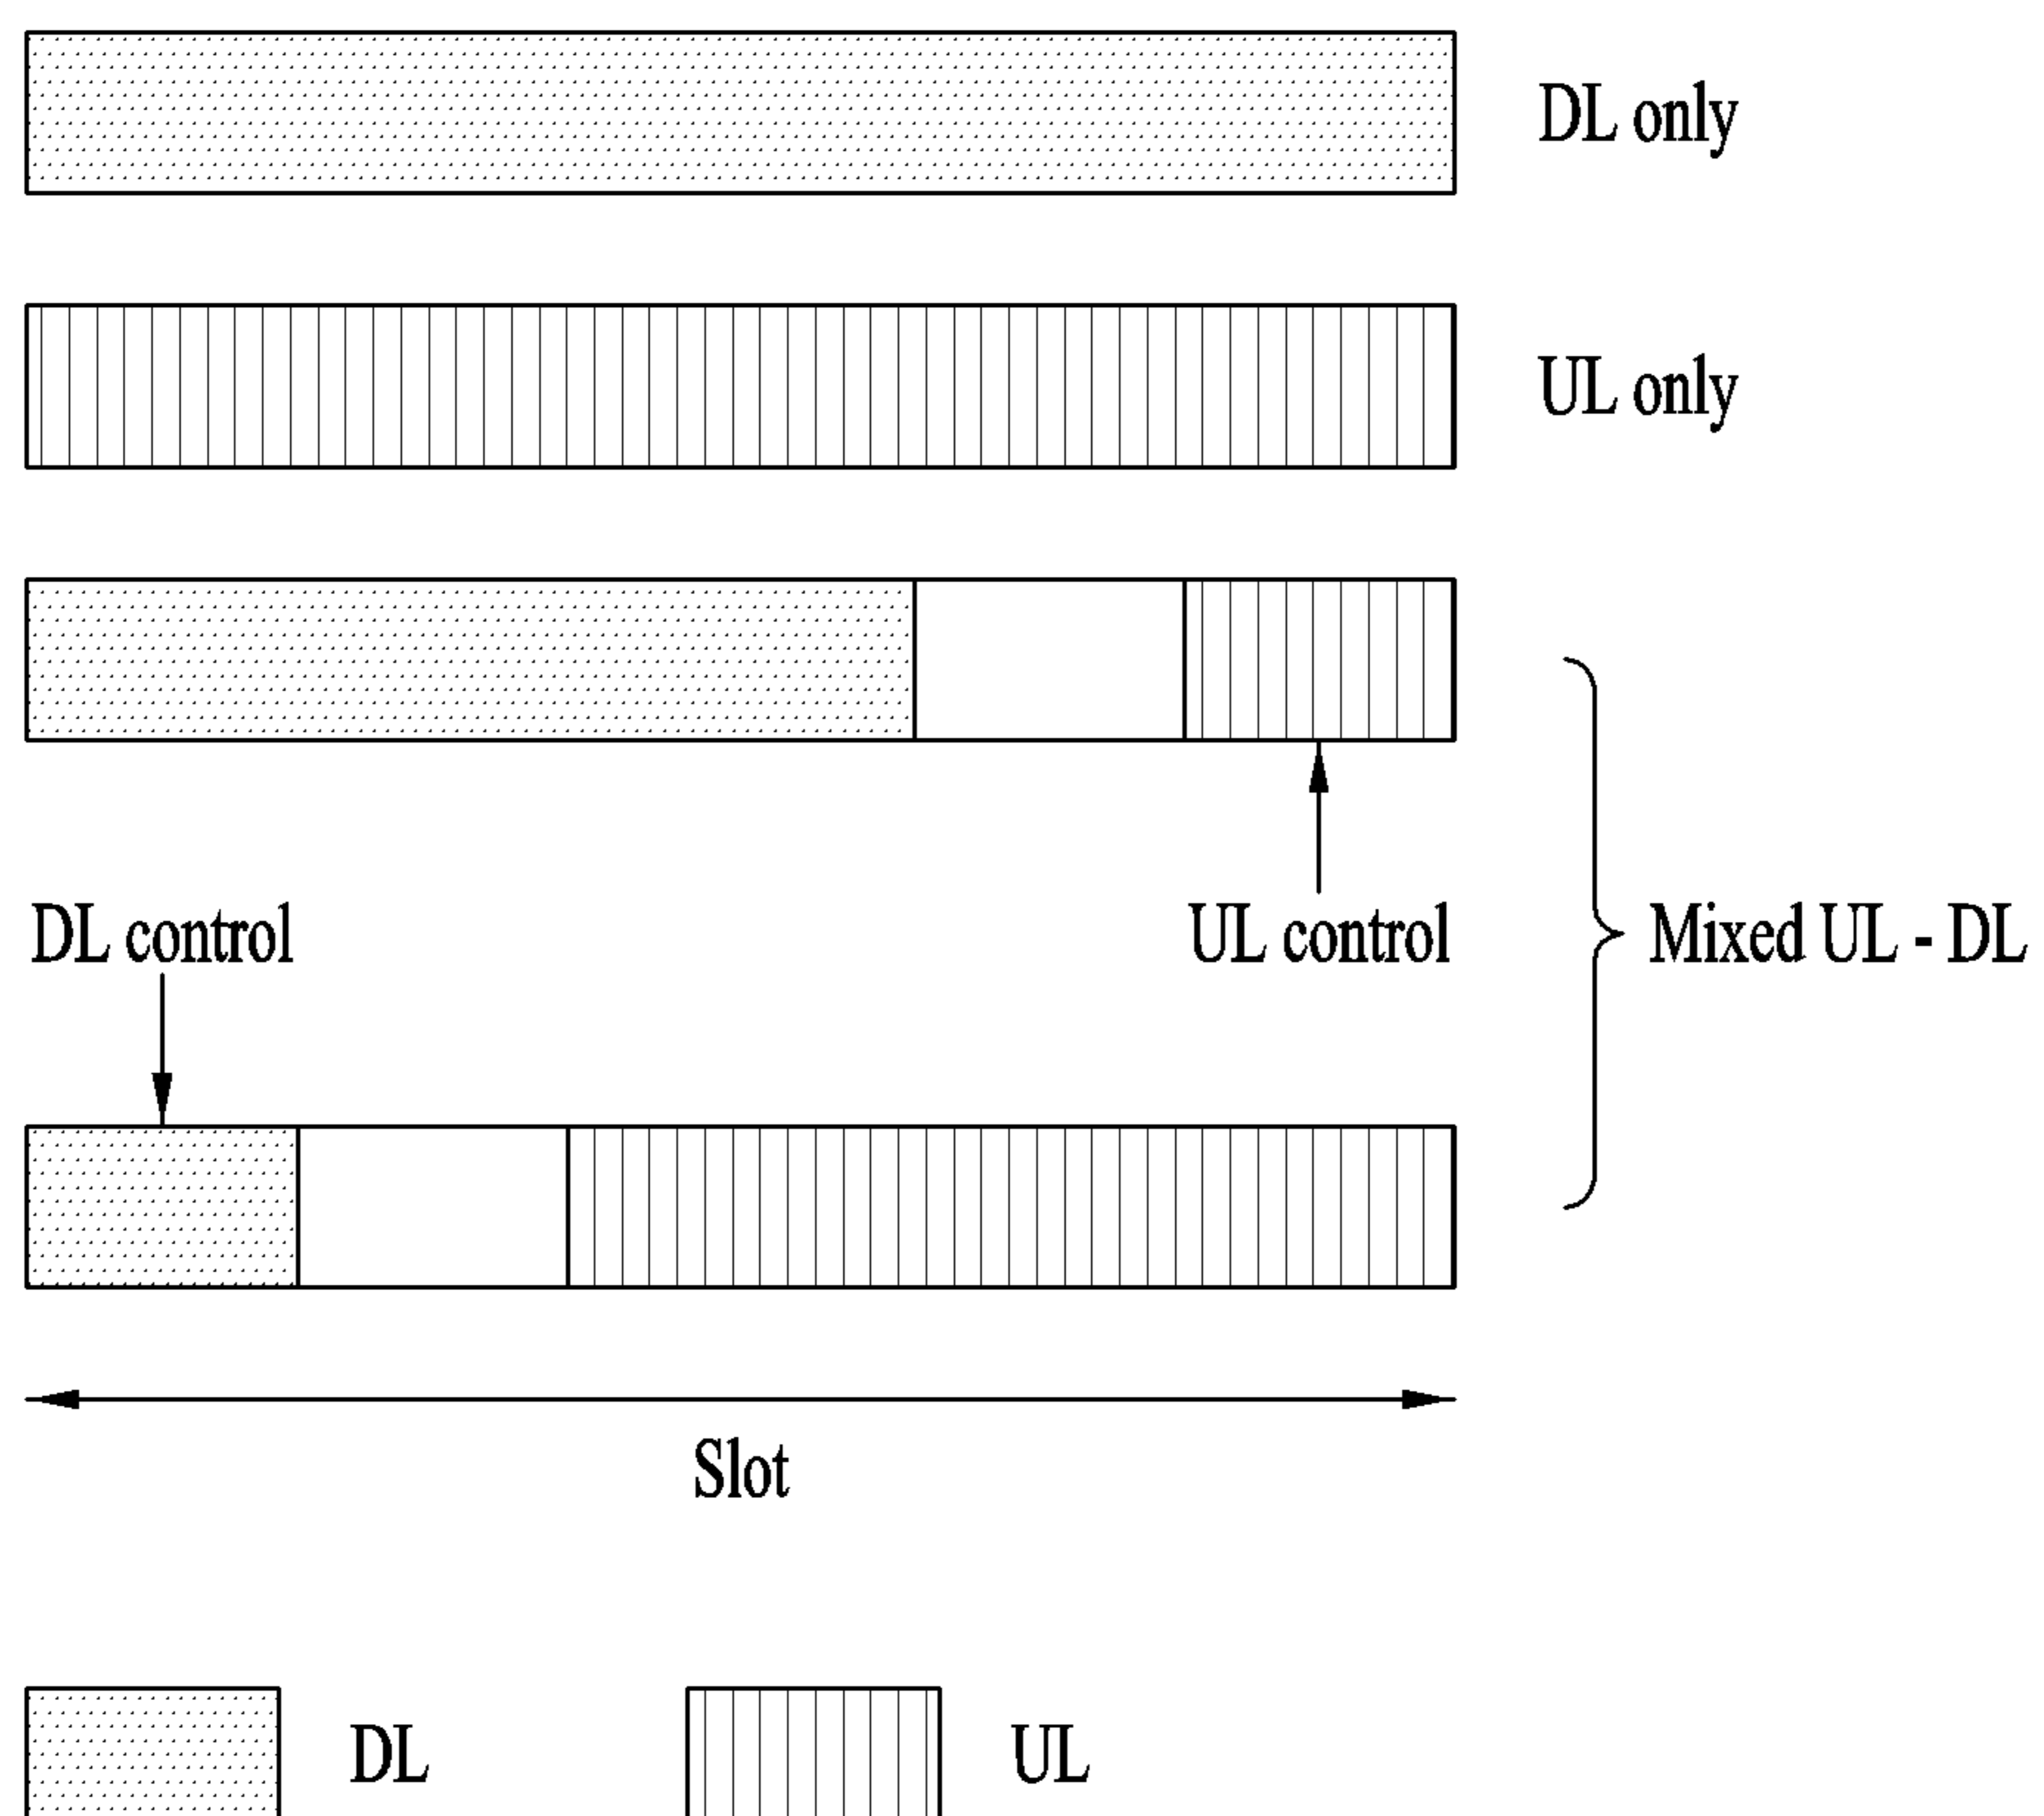 DL only
UL only
DL control
UL control
Mixed UL - DL
Slot
DL
UL